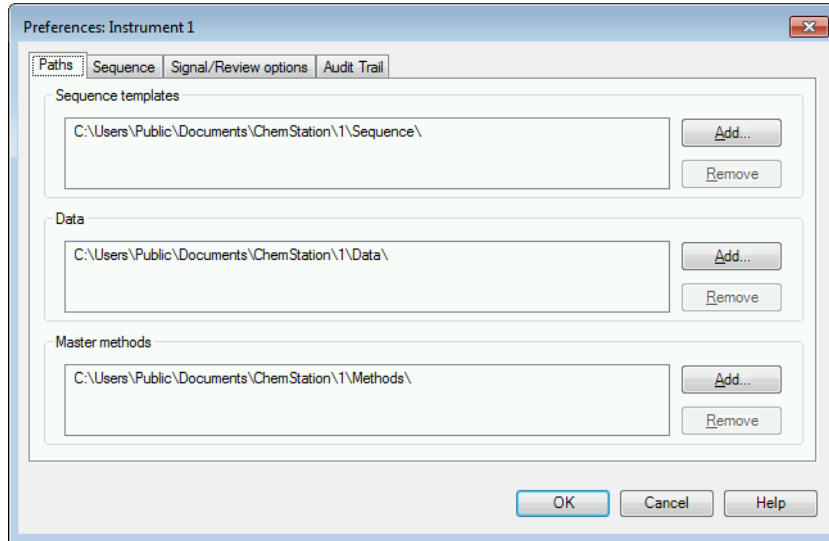 Preferences: Instrument 1
Paths Sequence Signal/Review options Audit Trail
Sequence templates
C:\Users\Public\Documents\ChemStation\1\Sequence\
Add...
Remove
Data
C:\Users\Public\Documents\ChemStation\1\Data\
Add...
Remove
Master methods
C:\Users\Public\Documents\ChemStation\1\Methods\
Add...
Remove
OK Cancel Help